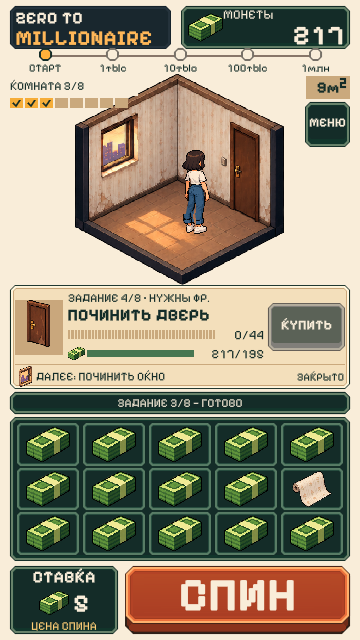 ZERO TO
MILLIONAIRE
МОНЕТЫ
817
СТАРТ
1тыс
10тыс
100тыс
1млн
КОМНАТА 3/8
9м²
МЕНЮ
ЗАДАНИЕ 4/8 · НУЖНЫ ФР.
ПОЧИНИТЬ ДВЕРЬ
0/44
817/198
КУПИТЬ
ДАЛЕЕ: ПОЧИНИТЬ ОКНО
ЗАКРЫТО
ЗАДАНИЕ 3/8 - ГОТОВО
СТАВКА
8
ЦЕНА СПИНА
СПИН